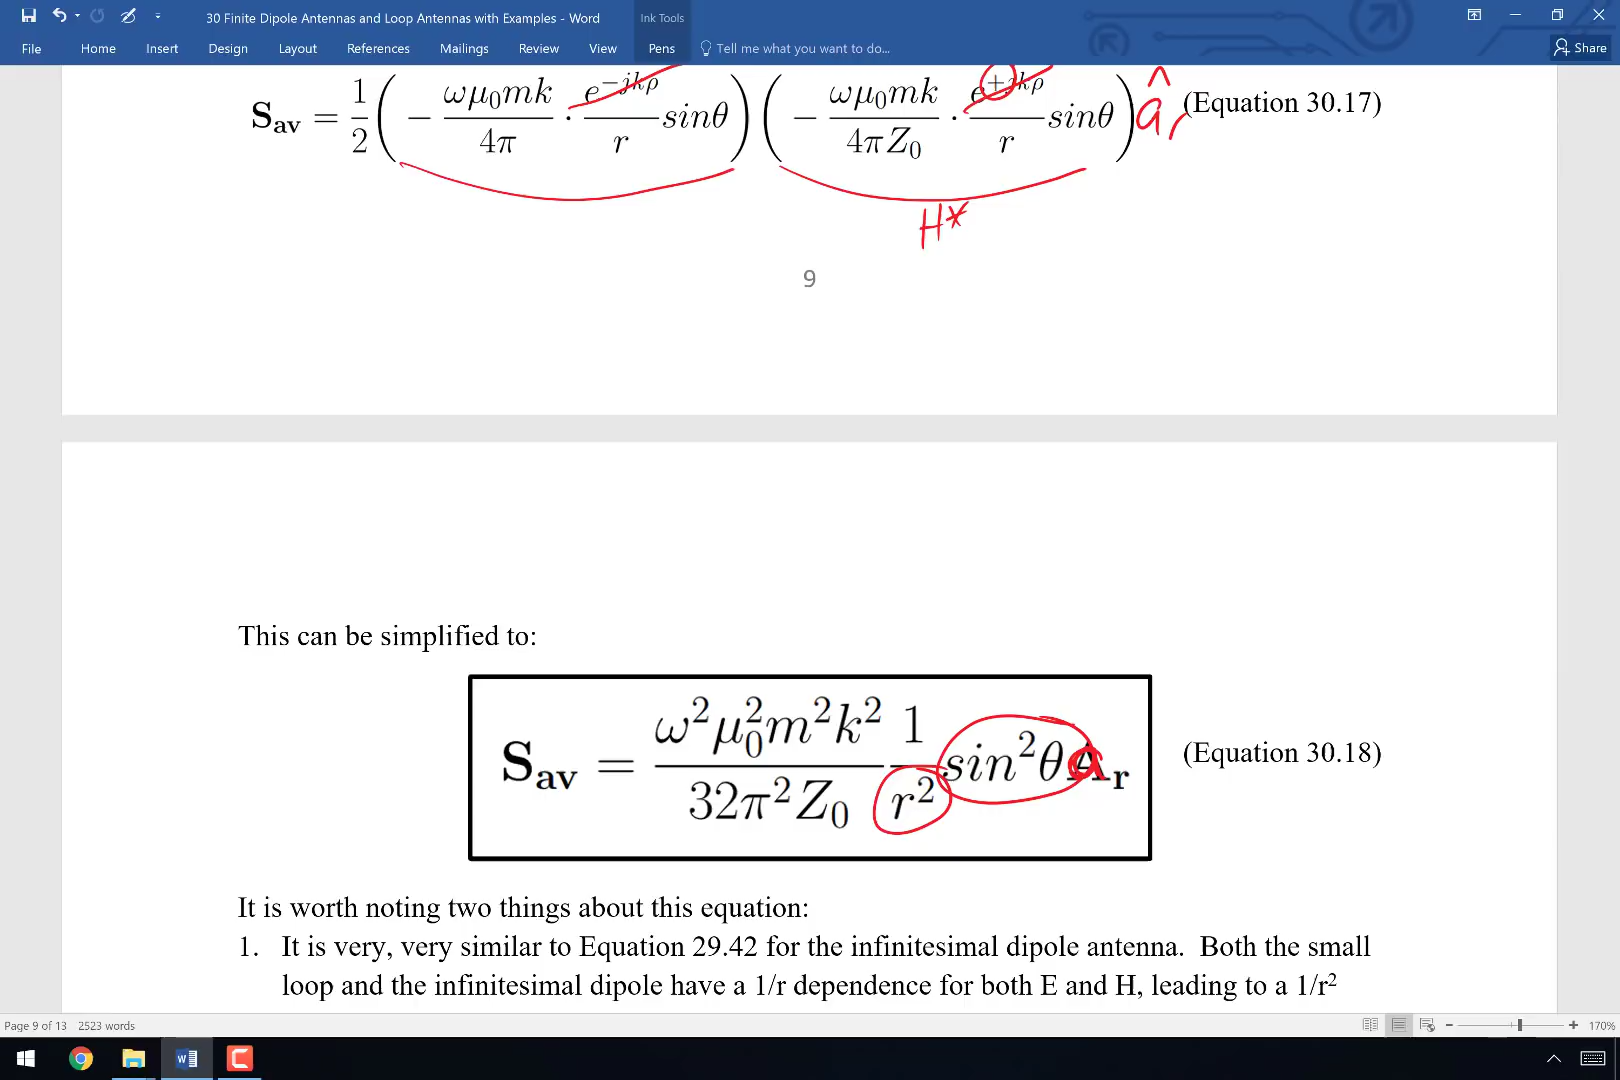 30 Finite Dipole Antennas and Loop Antennas with Examples - Word
Ink Tools
File Home Insert Design Layout References Mailings Review View Pens Tell me what you want to do... Share
S_av = 1/2 ( − ωμ₀mk/4π · e^−jkρ/r sinθ ) ( − ωμ₀mk/4πZ₀ · e^+jkρ/r sinθ ) â_r (Equation 30.17)
H*
9
This can be simplified to:
S_av = ω²μ₀²m²k²/32π²Z₀ 1/r² sin²θ a_r (Equation 30.18)
It is worth noting two things about this equation:
1. It is very, very similar to Equation 29.42 for the infinitesimal dipole antenna. Both the small
loop and the infinitesimal dipole have a 1/r dependence for both E and H, leading to a 1/r²
Page 9 of 13 2523 words
170%